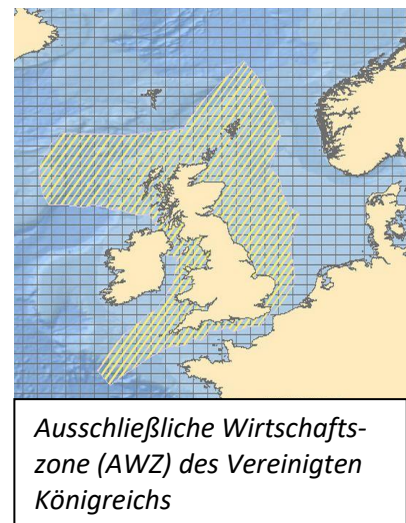 Ausschließliche Wirtschafts-
zone (AWZ) des Vereinigten
Königreichs